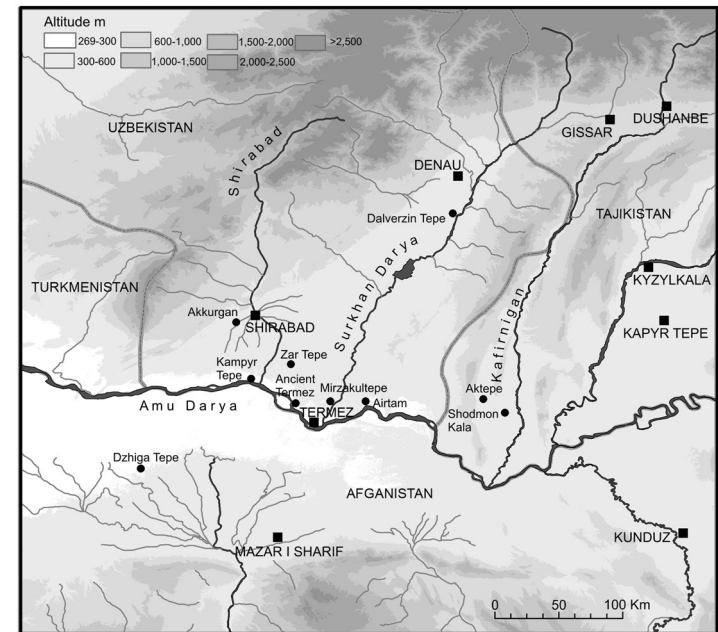 Altitude m
269-300 600-1,000 1,500-2,000 >2,500
300-600 1,000-1,500 2,000-2,500
UZBEKISTAN
GISSAR
DUSHANBE
Shirabad
DENAU
Dalverzin Tepe
TAJIKISTAN
Surkhan Darya
TURKMENISTAN
KYZYLKALA
Kafirnigan
Akkurgan
SHIRABAD
KAPYR TEPE
Zar Tepe
Kampyr
Tepe
Ancient
Termez
Mirzakultepe
Aktepe
Amu Darya
TERMEZ
Airtam
Shodmon
Kala
Dzhiga Tepe
AFGANISTAN
KUNDUZ
MAZAR I SHARIF
0 50 100 Km